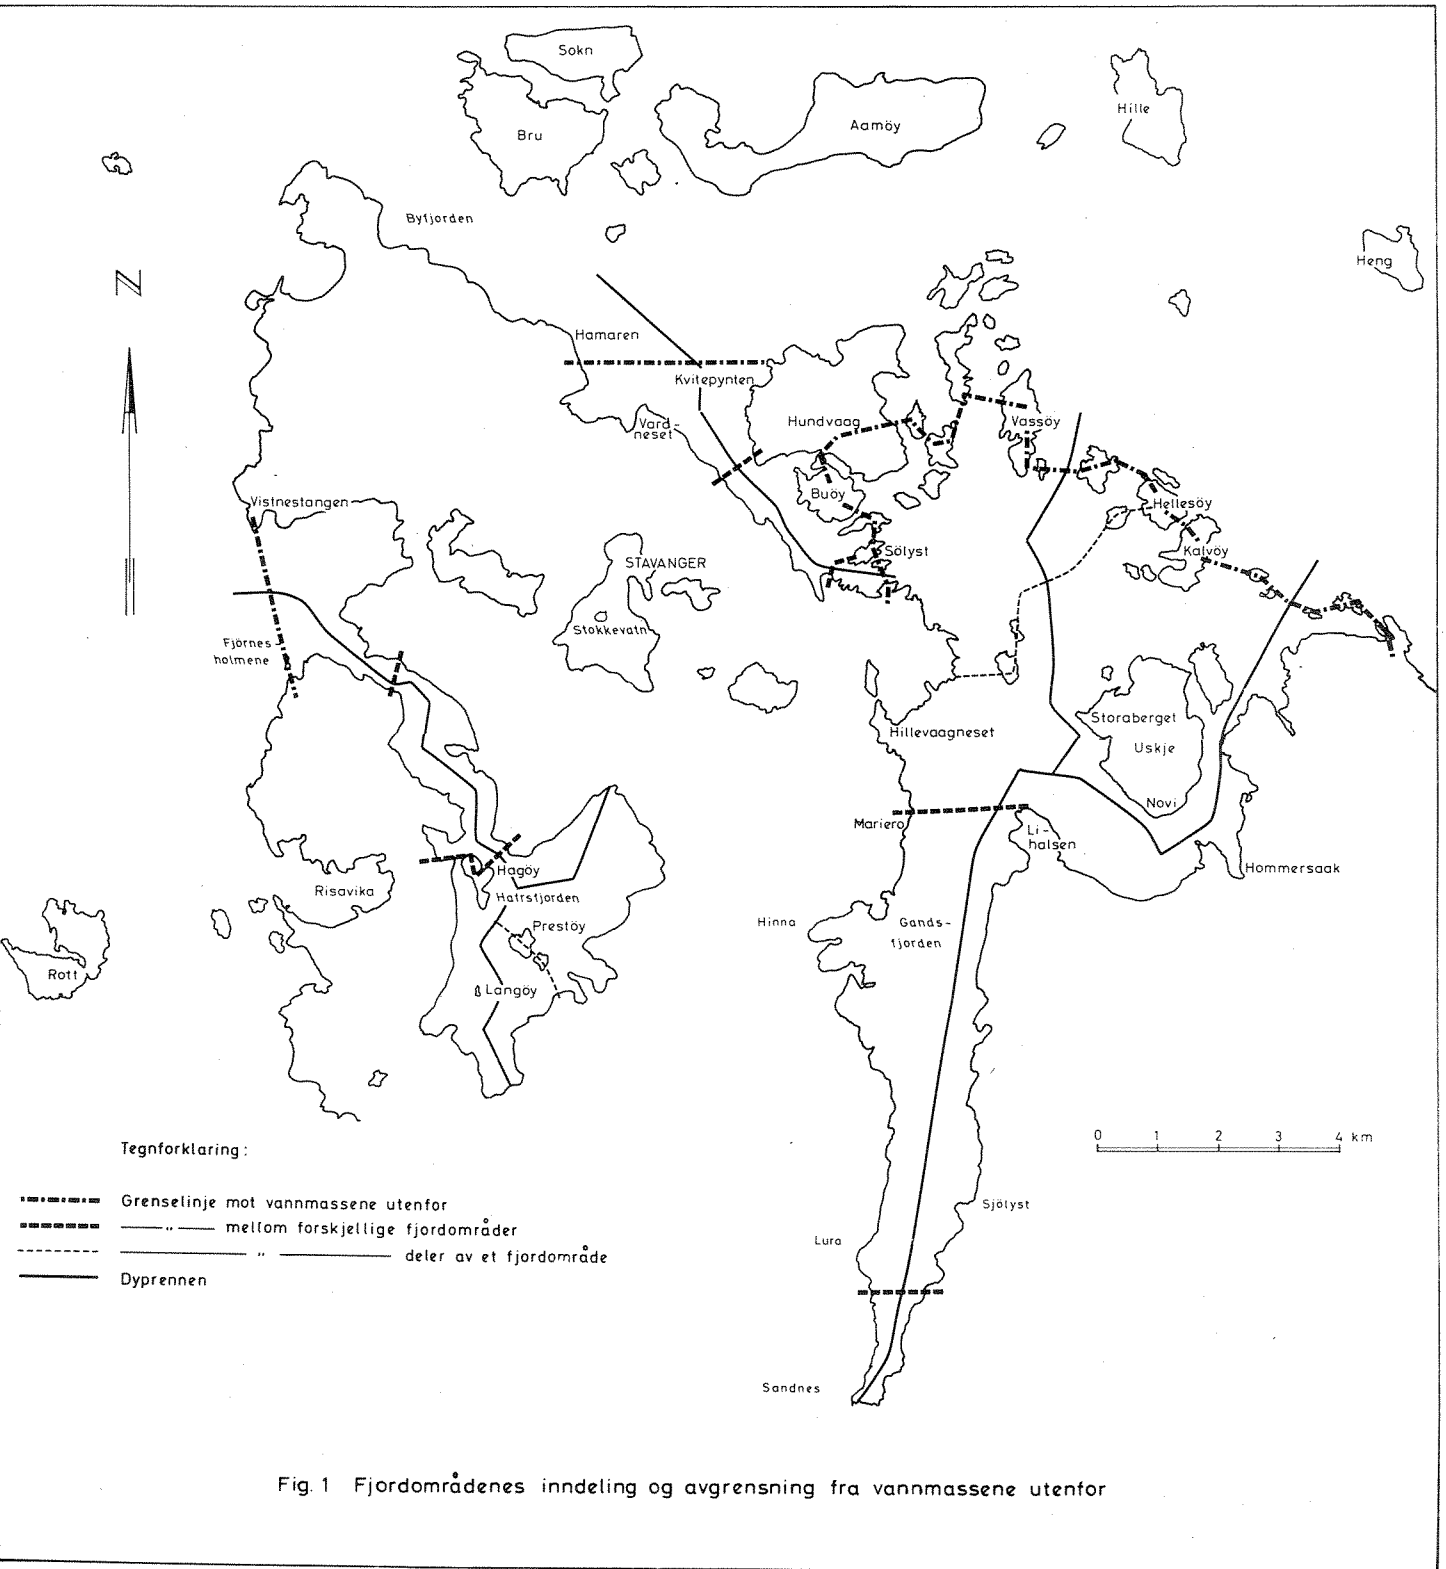 Sokn
Bru
Aamöy
Hille
Byfjorden
Heng
N
Hamaren
Kvitepynten
Vard-
neset
Hundvaag
Vassöy
Vistnestangen
Buöy
Hellesöy
Sölyst
Kalvöy
STAVANGER
Stokkevatn
Fjörnes
holmene
Storaberget
Uskje
Hillevaagneset
Novi
Mariero
Li-
halsen
Hommersaak
Hagöy
Risavika
Hafrsfjorden
Prestöy
Hinna
Gands-
fjorden
Rott
Langöy
0 1 2 3 4 km
Tegnforklaring:
Grenselinje mot vannmassene utenfor
—„— mellom forskjellige fjordområder
—„— deler av et fjordområde
Dyprennen
Sjölyst
Lura
Sandnes
Fig. 1 Fjordområdenes inndeling og avgrensning fra vannmassene utenfor